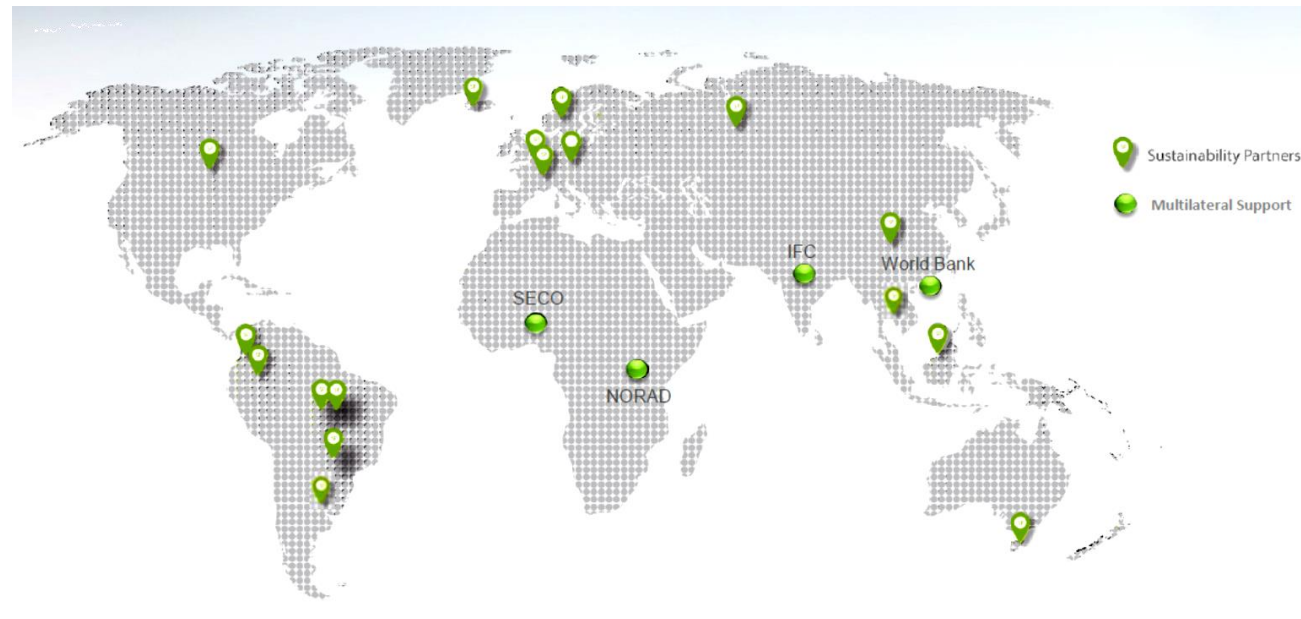 Sustainability Partners
Multilateral Support
IFC
World Bank
SECO
NORAD